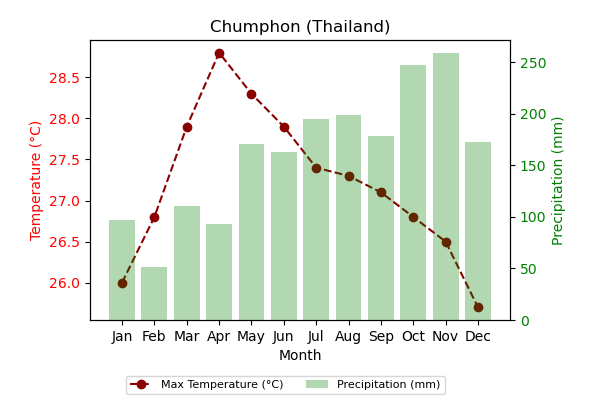 Chumphon (Thailand)
Temperature (°C)
28.5
28.0
27.5
27.0
26.5
26.0
250
200
150
100
50
0
Precipitation (mm)
Jan Feb Mar Apr May Jun Jul Aug Sep Oct Nov Dec
Month
Max Temperature (°C) Precipitation (mm)